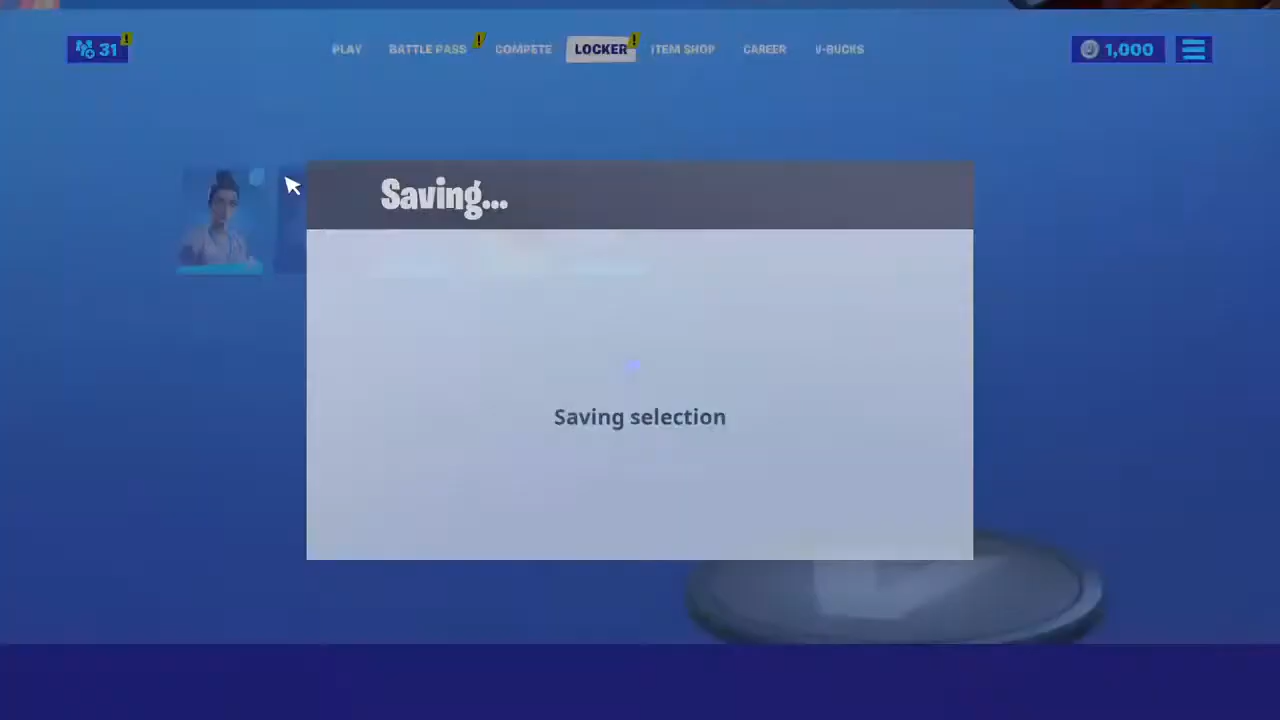 31
PLAY
BATTLE PASS
COMPETE
LOCKER
ITEM SHOP
CAREER
V-BUCKS
1,000
Saving...
Saving selection